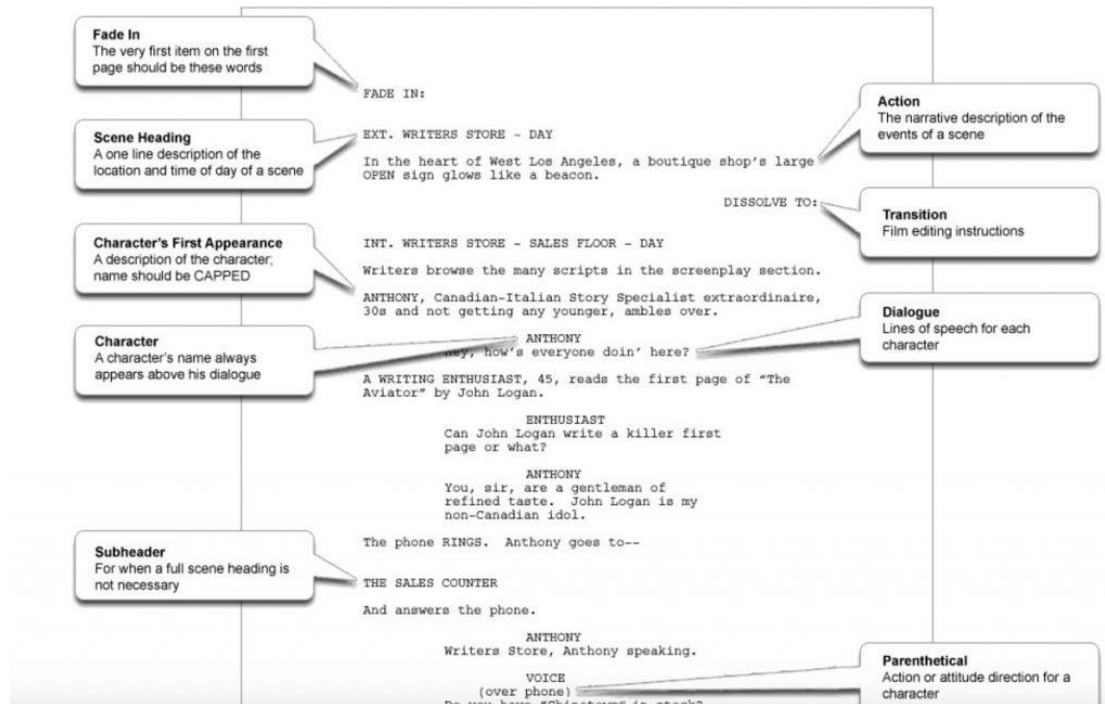 Fade In
The very first item on the first
page should be these words
FADE IN:
Scene Heading
A one line description of the
location and time of day of a scene
EXT. WRITERS STORE - DAY
In the heart of West Los Angeles, a boutique shop's large
OPEN sign glows like a beacon.
Action
The narrative description of the
events of a scene
DISSOLVE TO:
Transition
Film editing instructions
Character's First Appearance
A description of the character;
name should be CAPPED
INT. WRITERS STORE - SALES FLOOR - DAY
Writers browse the many scripts in the screenplay section.
ANTHONY, Canadian-Italian Story Specialist extraordinaire,
30s and not getting any younger, ambles over.
Character
A character's name always
appears above his dialogue
ANTHONY
Hey, how's everyone doin' here?
Dialogue
Lines of speech for each
character
A WRITING ENTHUSIAST, 45, reads the first page of "The
Aviator" by John Logan.
ENTHUSIAST
Can John Logan write a killer first
page or what?
ANTHONY
You, sir, are a gentleman of
refined taste. John Logan is my
non-Canadian idol.
The phone RINGS. Anthony goes to--
Subheader
For when a full scene heading is
not necessary
THE SALES COUNTER
And answers the phone.
ANTHONY
Writers Store, Anthony speaking.
VOICE
(over phone)
Parenthetical
Action or attitude direction for a
character
Do you have "Chinatown" in stock?